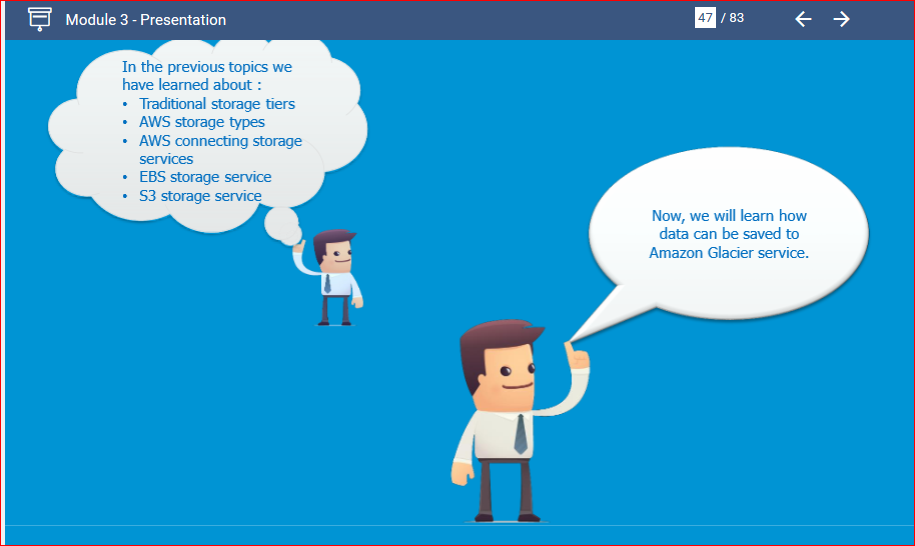 Module 3 - Presentation
47 / 83
In the previous topics we
have learned about :
• Traditional storage tiers
• AWS storage types
• AWS connecting storage
services
• EBS storage service
• S3 storage service
Now, we will learn how
data can be saved to
Amazon Glacier service.